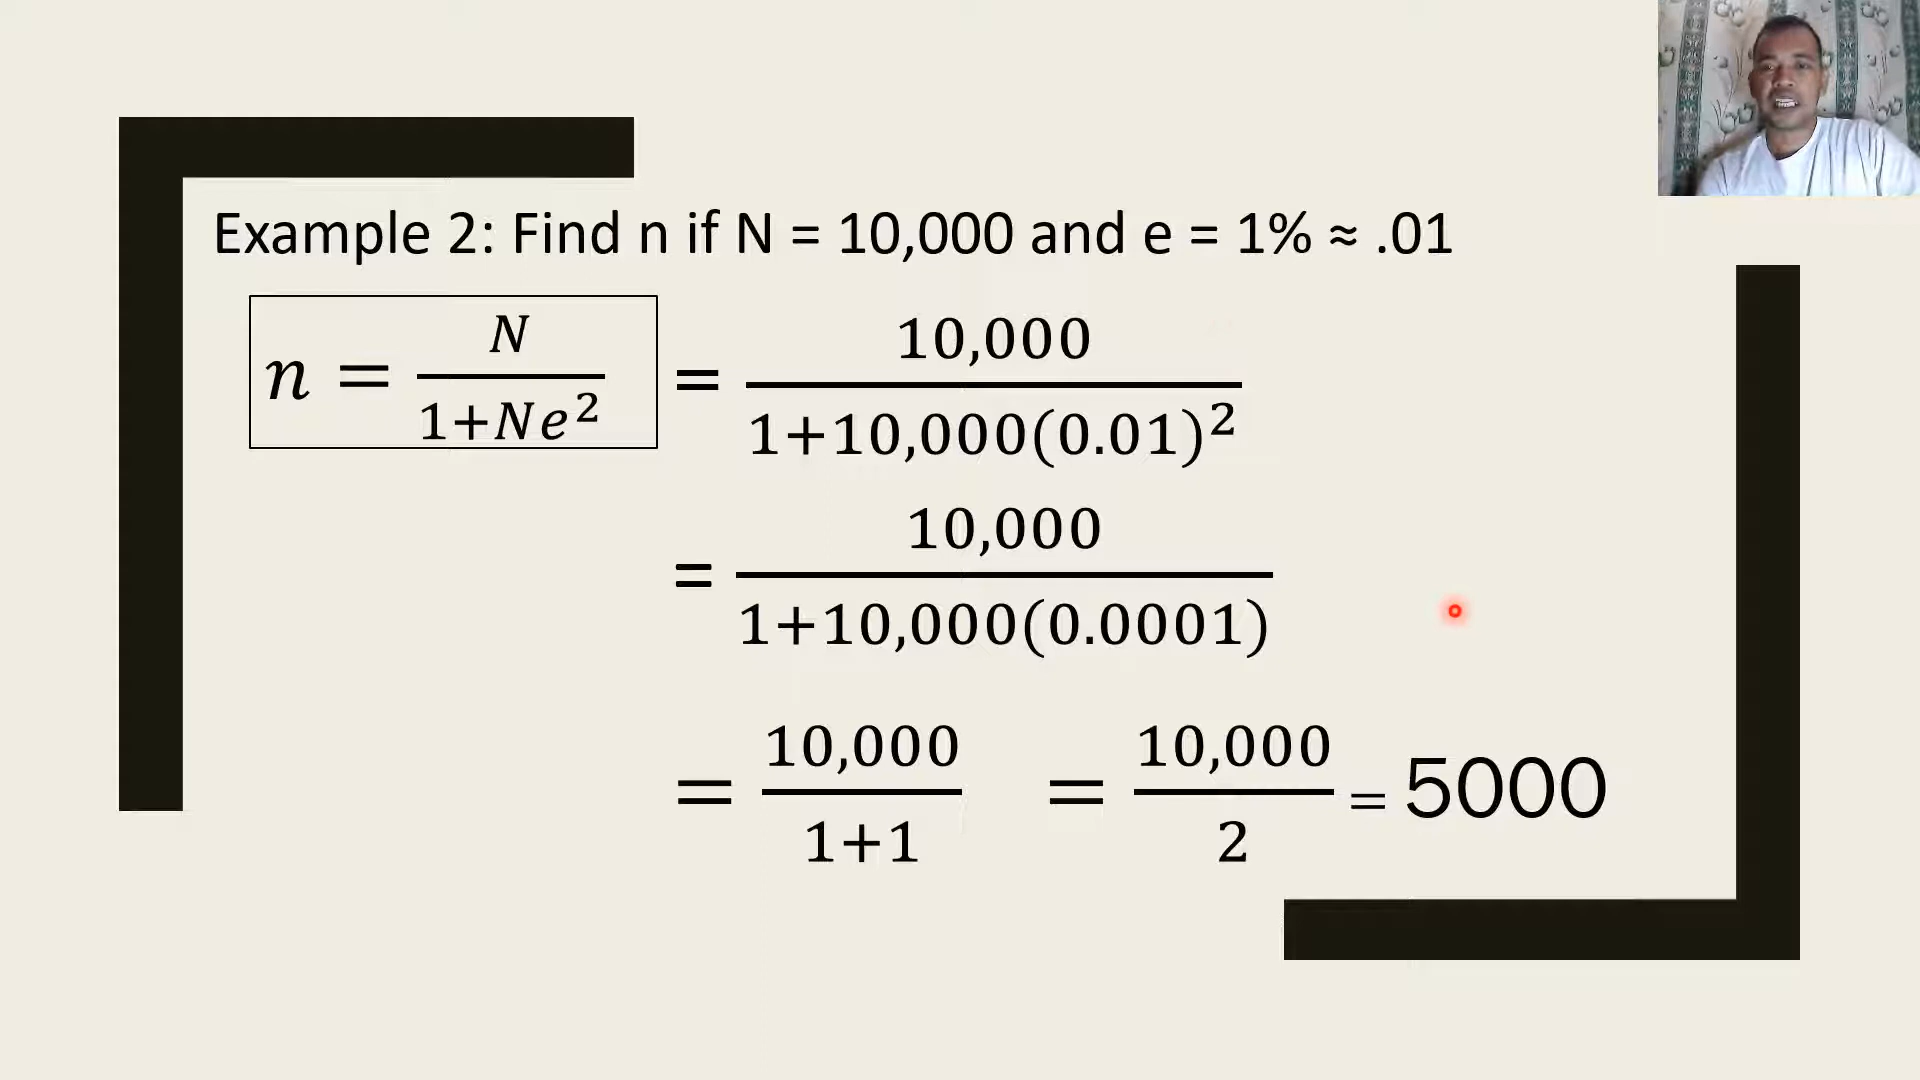 Example 2: Find n if N = 10,000 and e = 1% ≈ .01
n = N / 1+Ne² = 10,000 / 1+10,000(0.01)²
= 10,000 / 1+10,000(0.0001)
= 10,000 / 1+1 = 10,000 / 2 = 5000